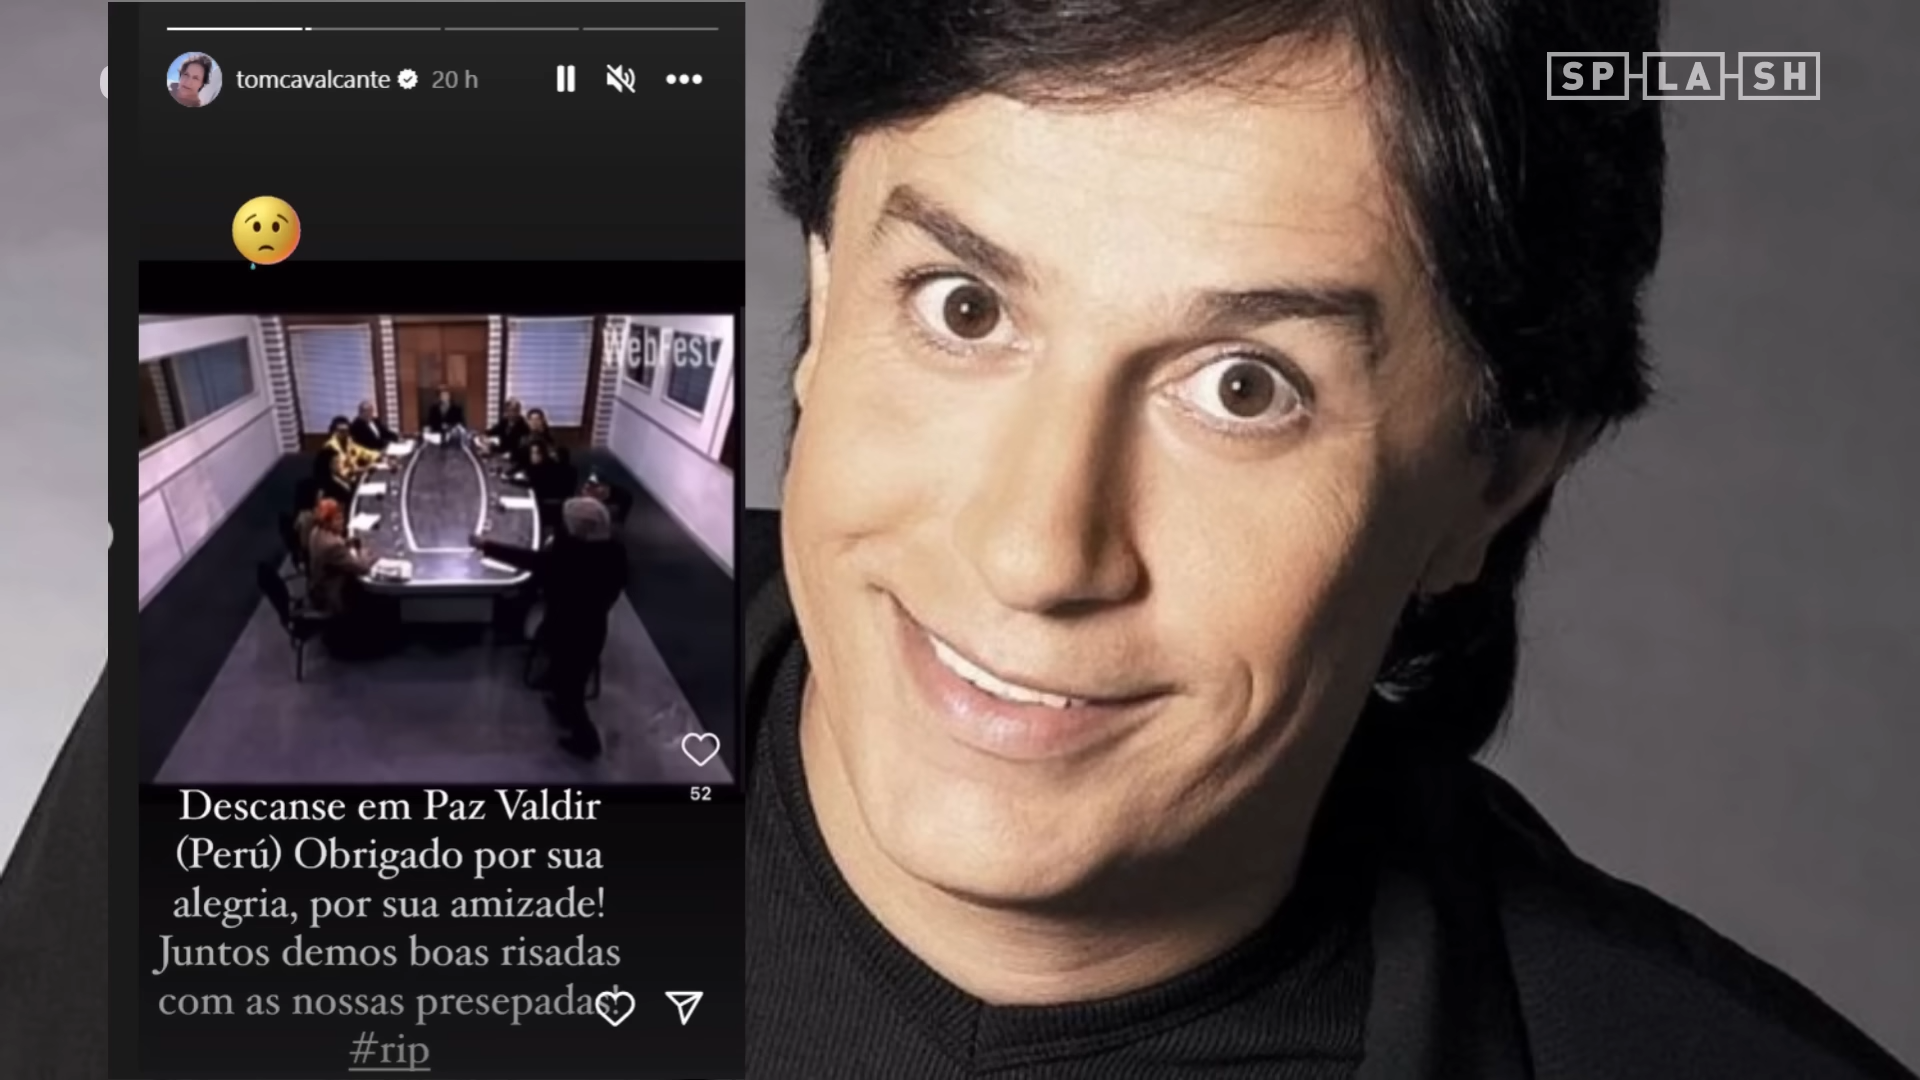 tomcavalcante 20 h
SPLASH
WebFest
52
Descanse em Paz Valdir
(Perú) Obrigado por sua
alegria, por sua amizade!
Juntos demos boas risadas
com as nossas presepadas!
#rip